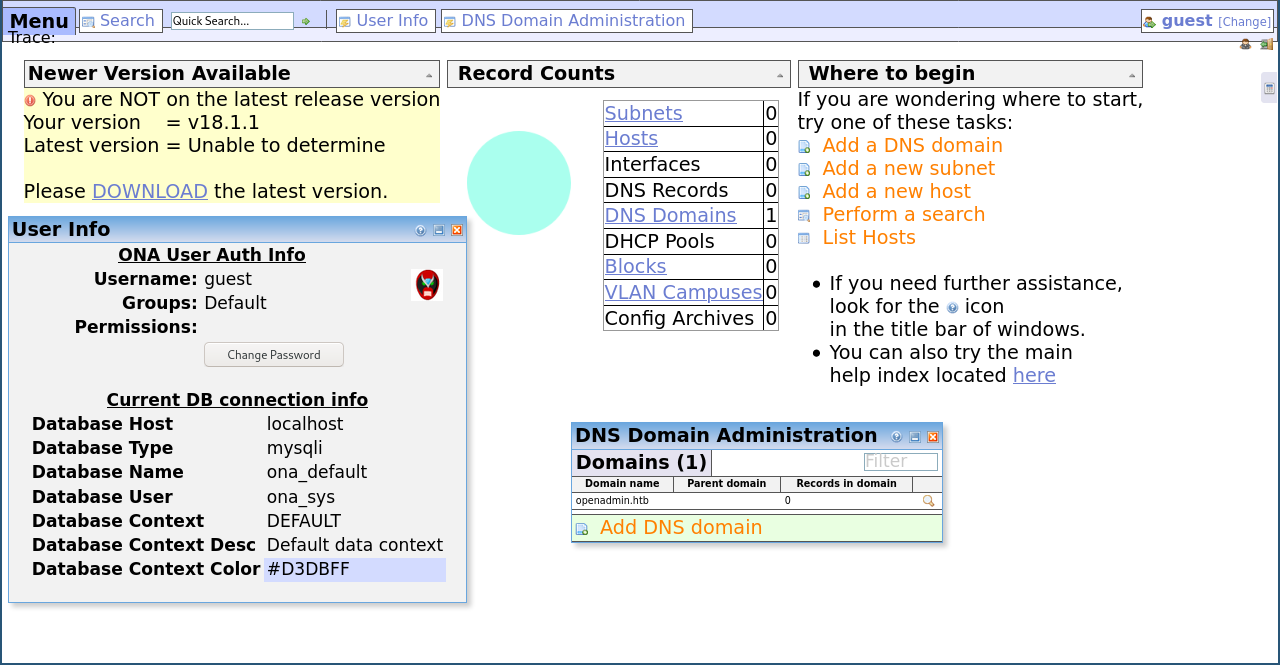 Menu Search Quick Search... User Info DNS Domain Administration guest [Change]
Trace:
Newer Version Available
You are NOT on the latest release version
Your version = v18.1.1
Latest version = Unable to determine
Please DOWNLOAD the latest version.
Record Counts
Subnets 0
Hosts 0
Interfaces 0
DNS Records 0
DNS Domains 1
DHCP Pools 0
Blocks 0
VLAN Campuses 0
Config Archives 0
Where to begin
If you are wondering where to start,
try one of these tasks:
Add a DNS domain
Add a new subnet
Add a new host
Perform a search
List Hosts
• If you need further assistance,
look for the icon
in the title bar of windows.
• You can also try the main
help index located here
User Info
ONA User Auth Info
Username: guest
Groups: Default
Permissions:
Change Password
Current DB connection info
Database Host localhost
Database Type mysqli
Database Name ona_default
Database User ona_sys
Database Context DEFAULT
Database Context Desc Default data context
Database Context Color #D3DBFF
DNS Domain Administration
Domains (1) Filter
Domain name Parent domain Records in domain
openadmin.htb 0
Add DNS domain